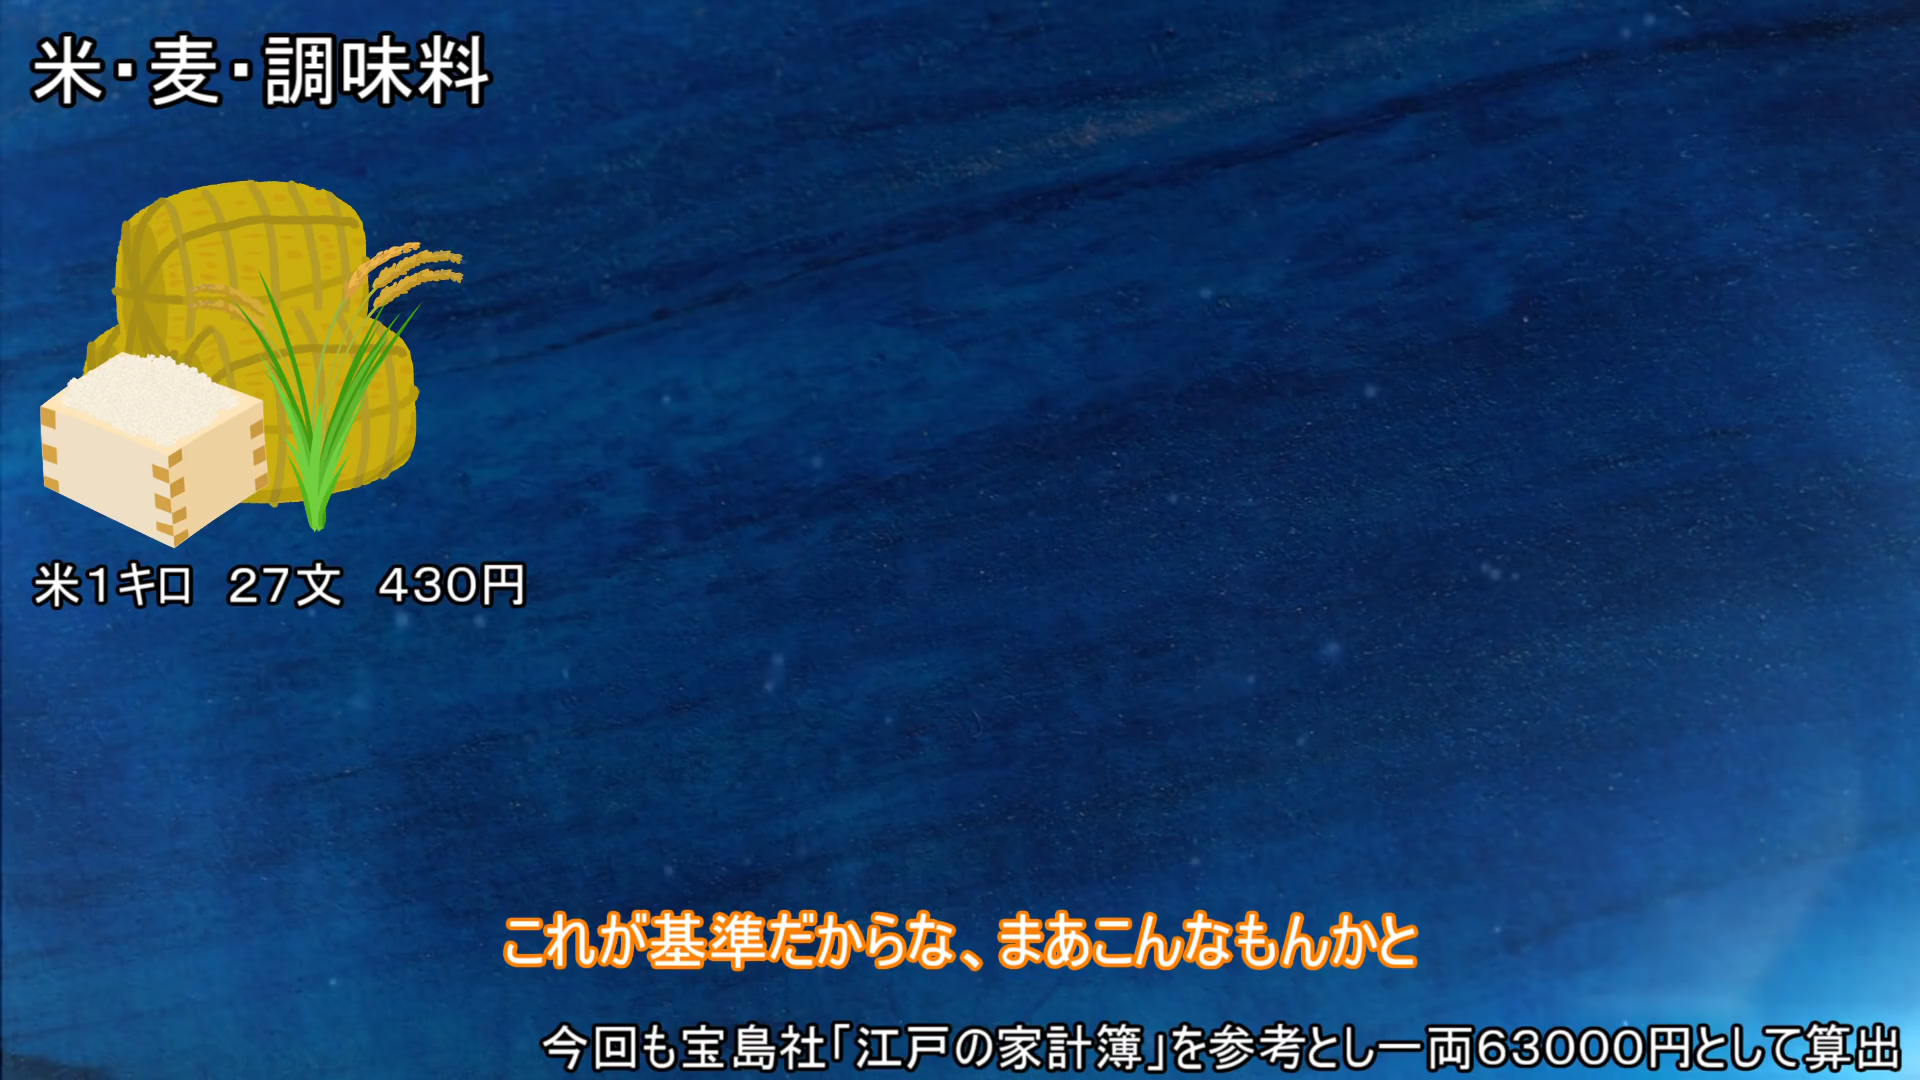 米・麦・調味料
米1キロ　27文　430円
これが基準だからな、まあこんなもんかと
今回も宝島社「江戸の家計簿」を参考とし一両63000円として算出